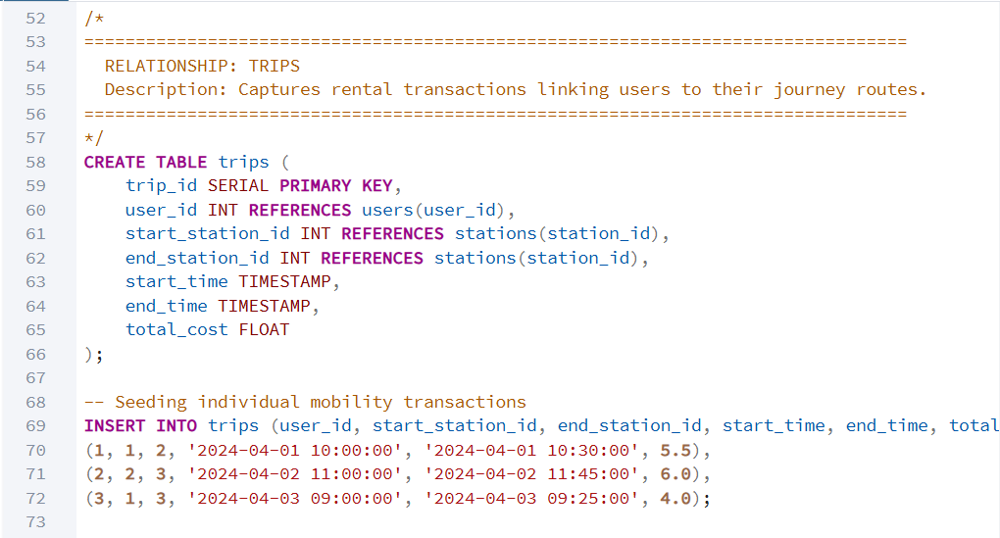 52 /*
53 ================================================================================
54   RELATIONSHIP: TRIPS
55   Description: Captures rental transactions linking users to their journey routes.
56 ================================================================================
57 */
58 CREATE TABLE trips (
59     trip_id SERIAL PRIMARY KEY,
60     user_id INT REFERENCES users(user_id),
61     start_station_id INT REFERENCES stations(station_id),
62     end_station_id INT REFERENCES stations(station_id),
63     start_time TIMESTAMP,
64     end_time TIMESTAMP,
65     total_cost FLOAT
66 );
67
68 -- Seeding individual mobility transactions
69 INSERT INTO trips (user_id, start_station_id, end_station_id, start_time, end_time, total
70 (1, 1, 2, '2024-04-01 10:00:00', '2024-04-01 10:30:00', 5.5),
71 (2, 2, 3, '2024-04-02 11:00:00', '2024-04-02 11:45:00', 6.0),
72 (3, 1, 3, '2024-04-03 09:00:00', '2024-04-03 09:25:00', 4.0);
73